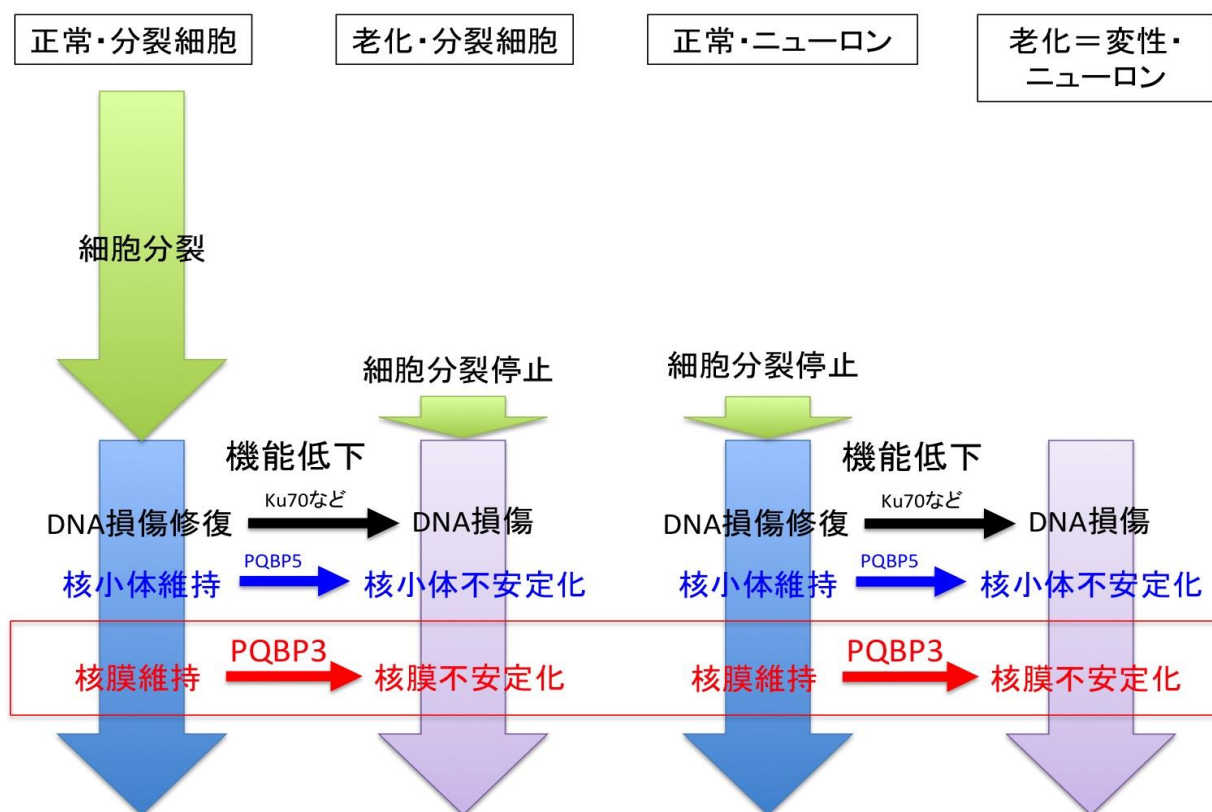 正常・分裂細胞
老化・分裂細胞
正常・ニューロン
老化＝変性・
ニューロン
細胞分裂
細胞分裂停止
細胞分裂停止
機能低下
機能低下
DNA損傷修復
Ku70など
DNA損傷
DNA損傷修復
Ku70など
DNA損傷
核小体維持
PQBP5
核小体不安定化
核小体維持
PQBP5
核小体不安定化
核膜維持
PQBP3
核膜不安定化
核膜維持
PQBP3
核膜不安定化